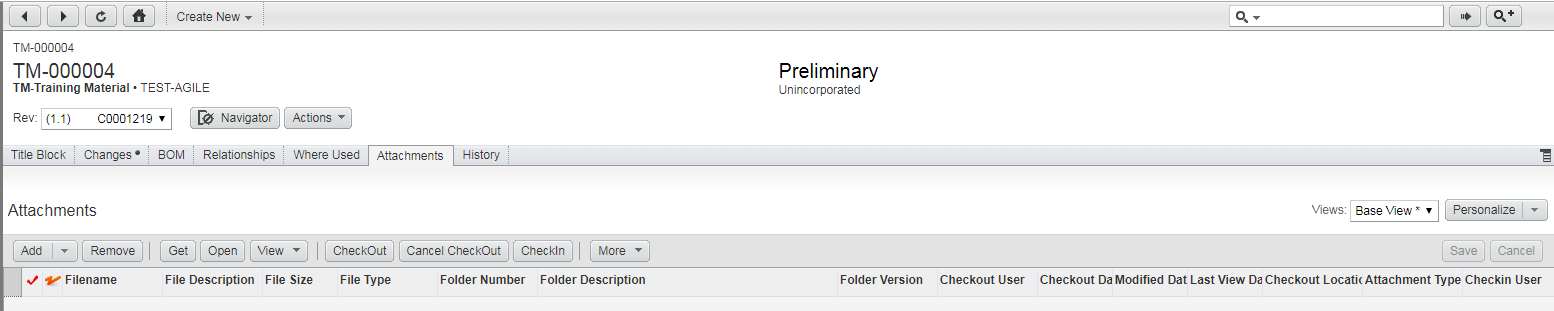 Create New
TM-000004
TM-000004
Preliminary
TM-Training Material • TEST-AGILE
Unincorporated
Rev: (1.1) C0001219 Navigator Actions
Title Block Changes BOM Relationships Where Used Attachments History
Attachments
Views: Base View * Personalize
Add Remove Get Open View CheckOut Cancel CheckOut CheckIn More Save Cancel
Filename File Description File Size File Type Folder Number Folder Description Folder Version Checkout User Checkout Da Modified Dat Last View Da Checkout Locatic Attachment Type Checkin User